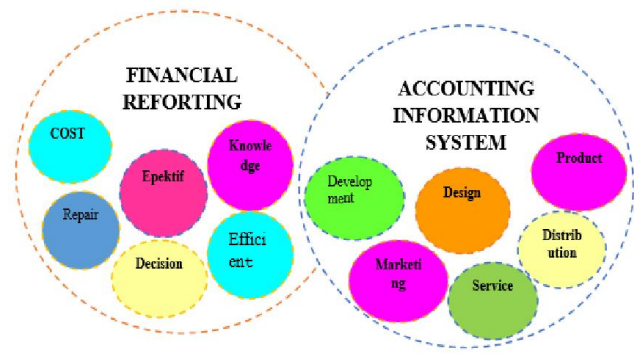 FINANCIAL
REPORTING
COST
Knowle
dge
Epektif
Repair
Effici
ent
Decision
ACCOUNTING
INFORMATION
SYSTEM
Product
Develop
ment
Design
Distrib
ution
Marketi
ng
Service